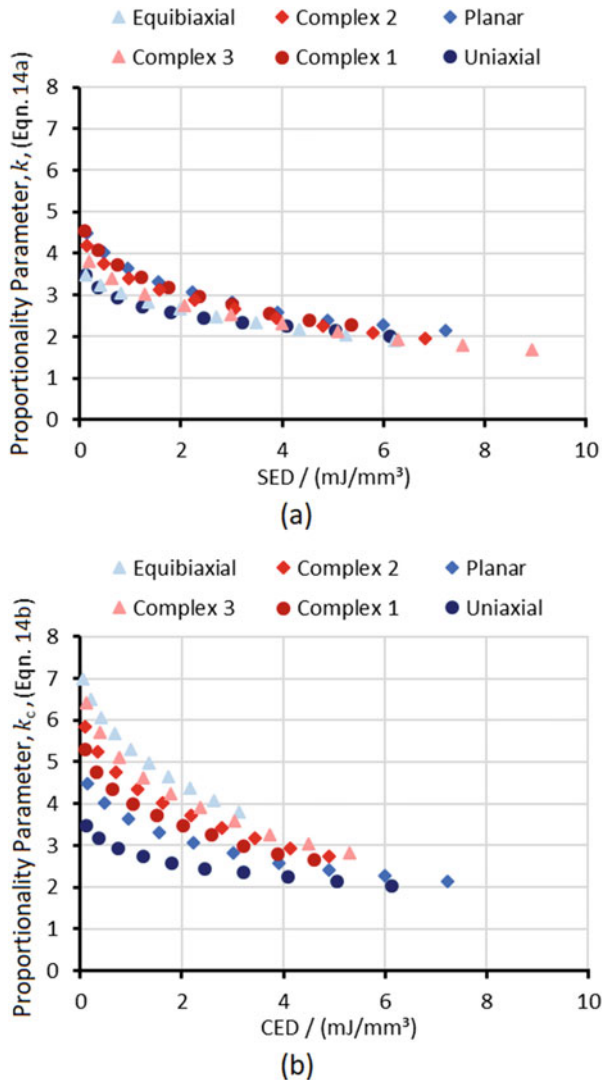 Equibiaxial Complex 2 Planar
Complex 3 Complex 1 Uniaxial
Proportionality Parameter, k, (Eqn. 14a)
8
7
6
5
4
3
2
1
0
0 2 4 6 8 10
SED / (mJ/mm³)
(a)
Equibiaxial Complex 2 Planar
Complex 3 Complex 1 Uniaxial
Proportionality Parameter, kc, (Eqn. 14b)
8
7
6
5
4
3
2
1
0
0 2 4 6 8 10
CED / (mJ/mm³)
(b)